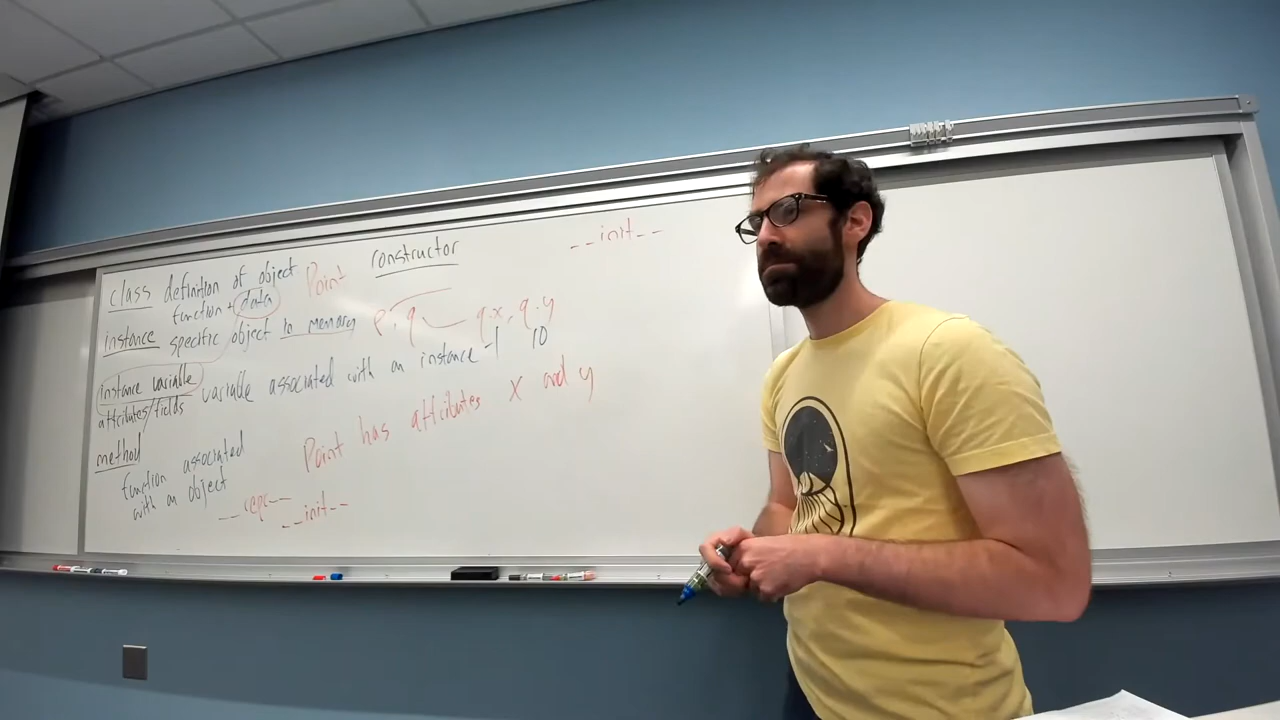 class definition of object Point constructor __init__
function + data
instance specific object in memory p, q q.x, q.y
instance variable variable associated with an instance -1 10
attributes/fields
Point has attributes x and y
method
function associated
with an object
__repr__ __init__